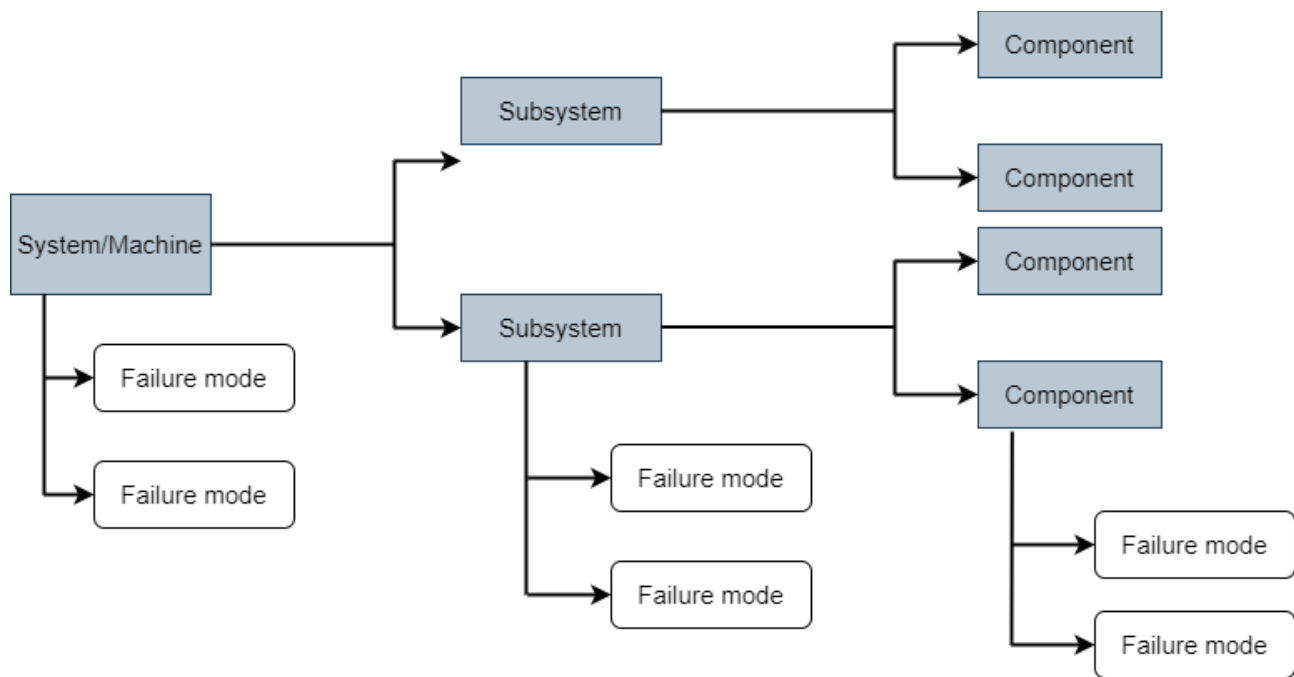 Component
Subsystem
Component
System/Machine
Component
Subsystem
Failure mode
Component
Failure mode
Failure mode
Failure mode
Failure mode
Failure mode